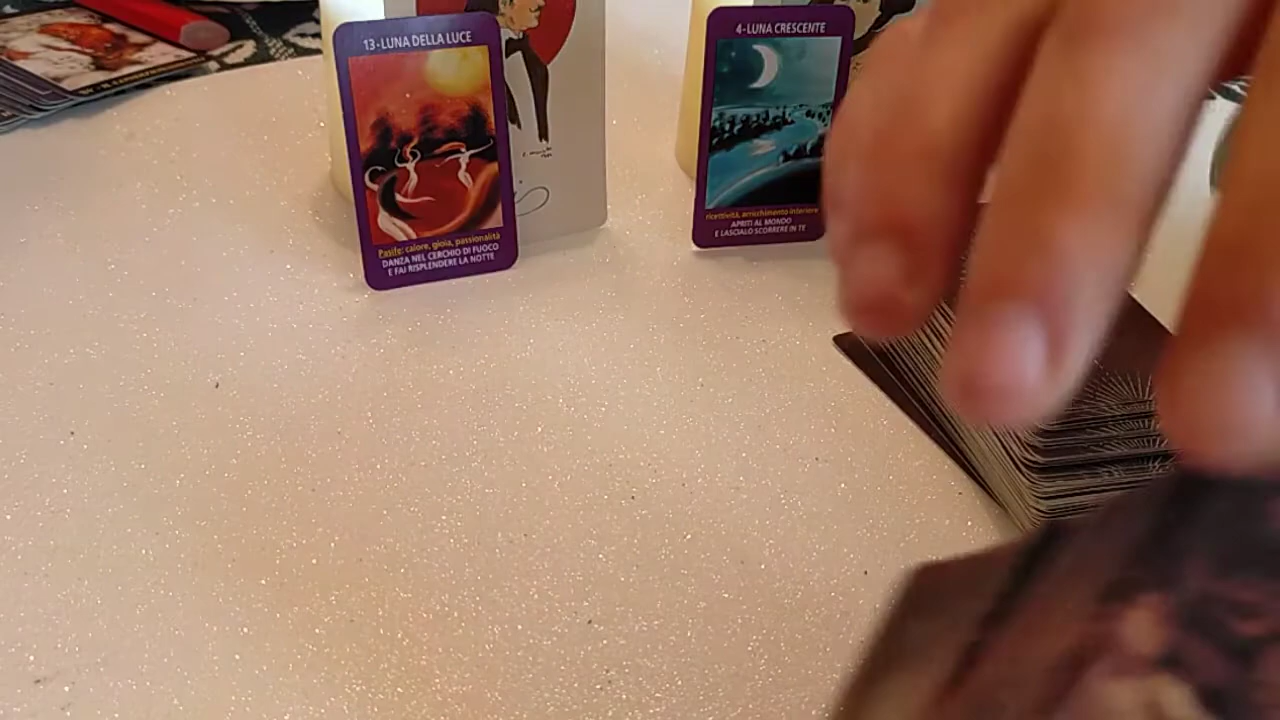 13-LUNA DELLA LUCE
Pasife: calore, gioia, passionalità
DANZA NEL CERCHIO DI FUOCO
E FAI RISPLENDERE LA NOTTE
4-LUNA CRESCENTE
ricettività, arricchimento interiore
APRITI AL MONDO
E LASCIALO SCORRERE IN TE